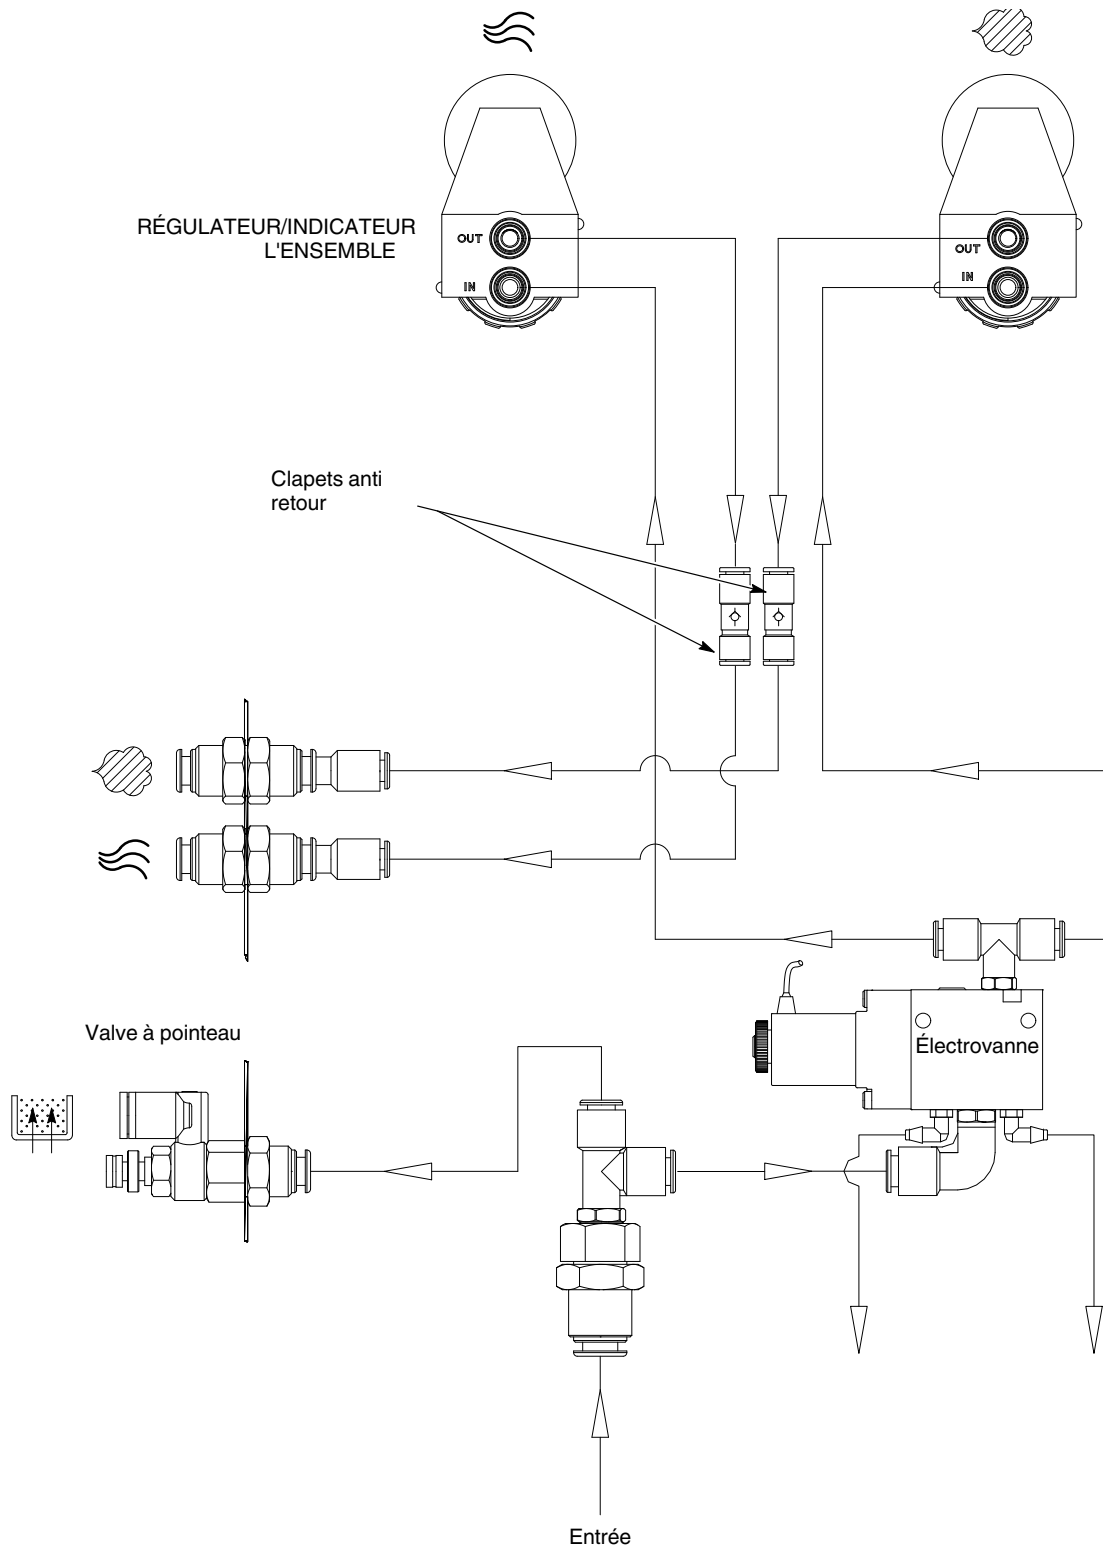 RÉGULATEUR/INDICATEUR
L'ENSEMBLE
OUT
IN
OUT
IN
Clapets anti
retour
Valve à pointeau
Électrovanne
Entrée